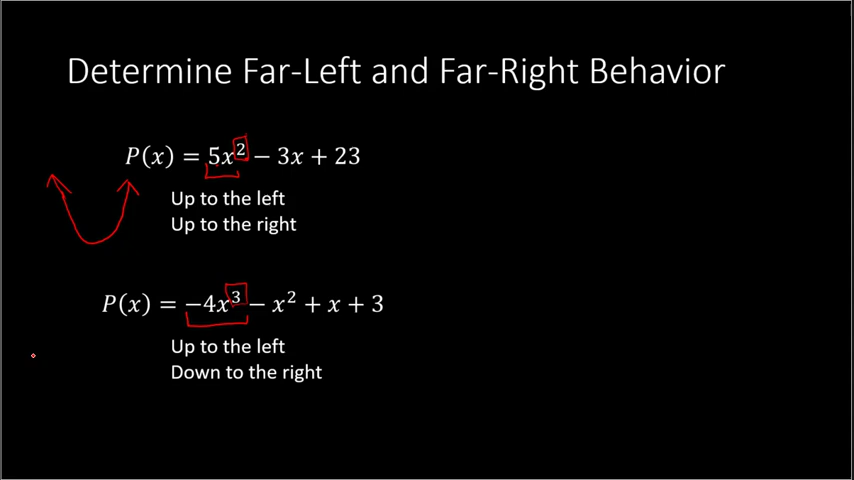 Determine Far-Left and Far-Right Behavior
P(x) = 5x² − 3x + 23
Up to the left
Up to the right
P(x) = −4x³ − x² + x + 3
Up to the left
Down to the right